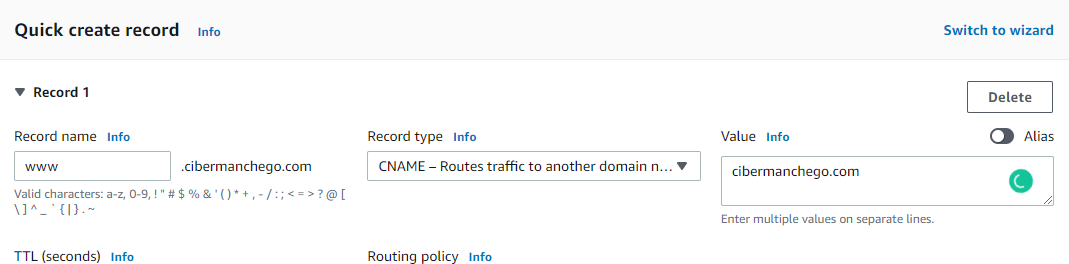 Quick create record Info Switch to wizard
Record 1 Delete
Record name Info Record type Info Value Info Alias
www .cibermanchego.com CNAME – Routes traffic to another domain n... cibermanchego.com
Valid characters: a-z, 0-9, ! " # $ % & ' ( ) * + , - / : ; < = > ? @ [
\ ] ^ _ ` { | } . ~
Enter multiple values on separate lines.
TTL (seconds) Info Routing policy Info